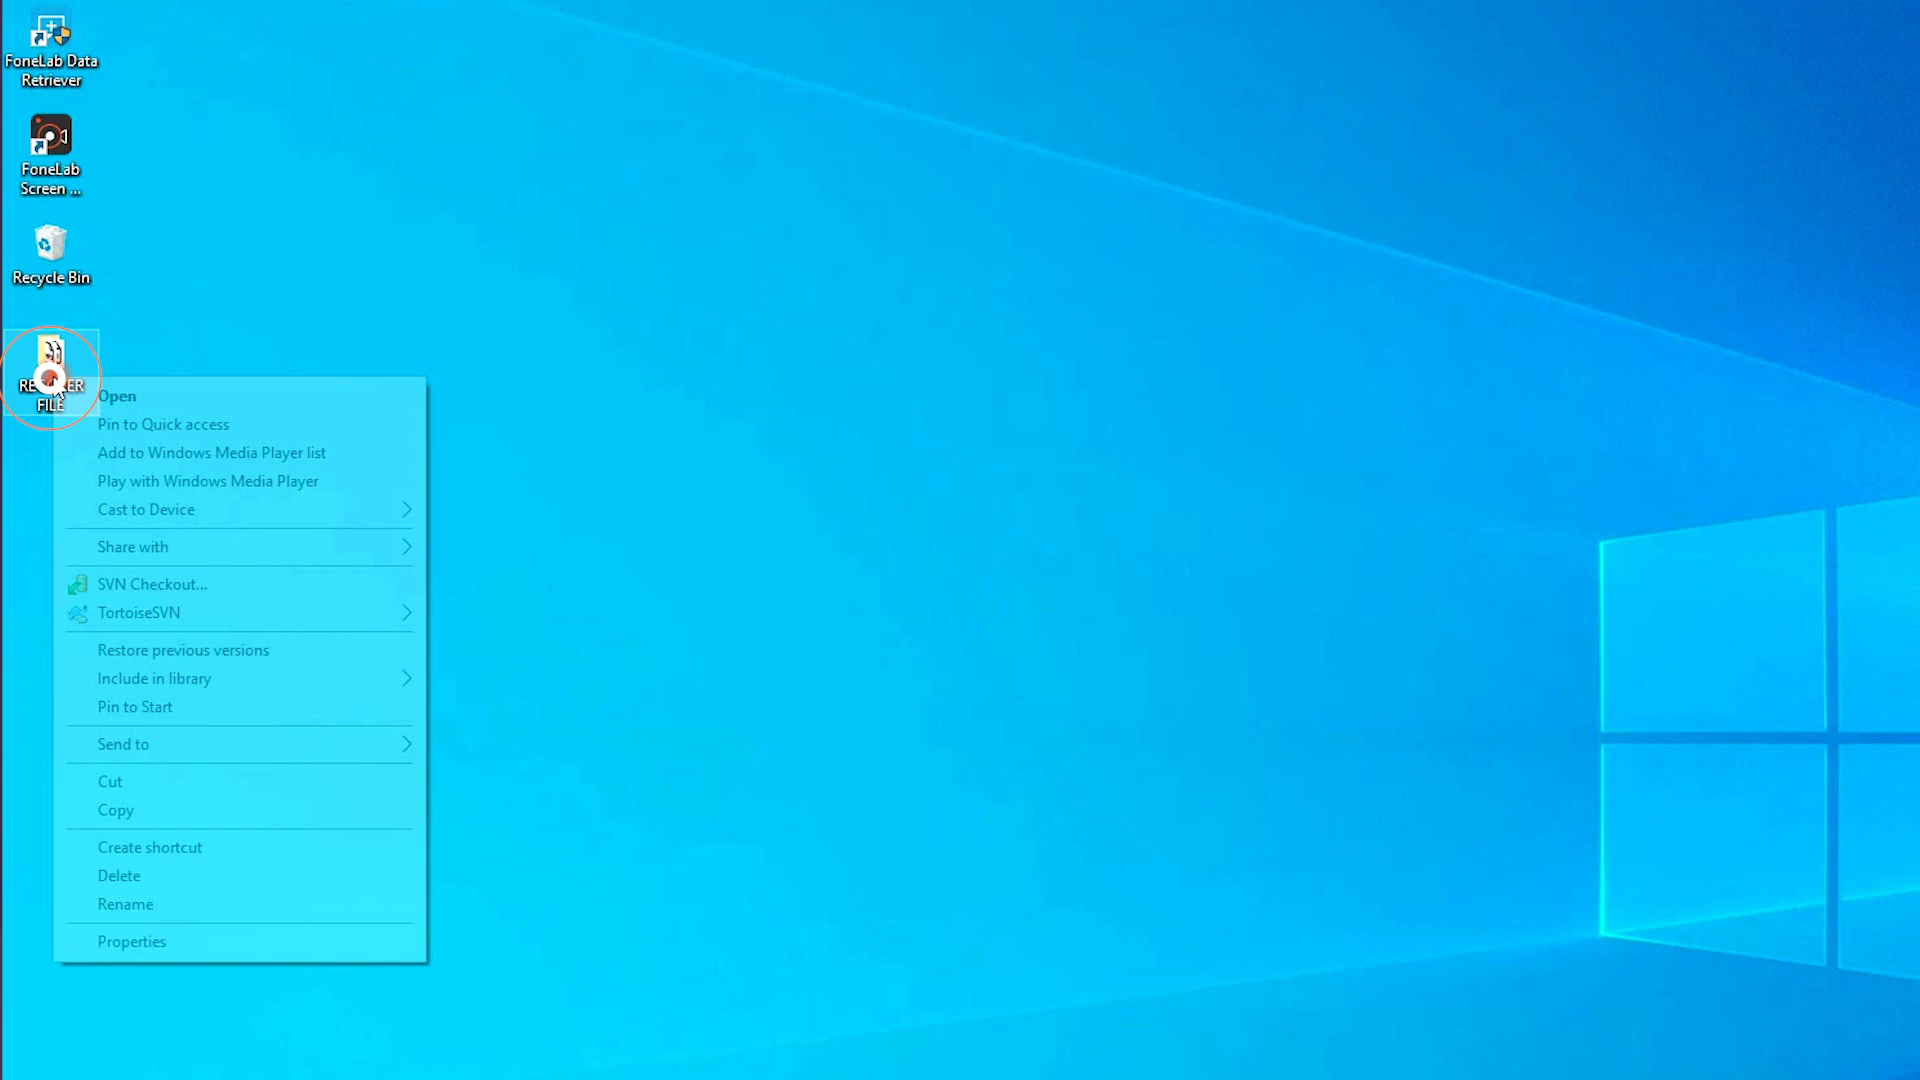 FoneLab Data
Retriever
FoneLab
Screen ...
Recycle Bin
FILE
Open
Pin to Quick access
Add to Windows Media Player list
Play with Windows Media Player
Cast to Device
Share with
SVN Checkout...
TortoiseSVN
Restore previous versions
Include in library
Pin to Start
Send to
Cut
Copy
Create shortcut
Delete
Rename
Properties